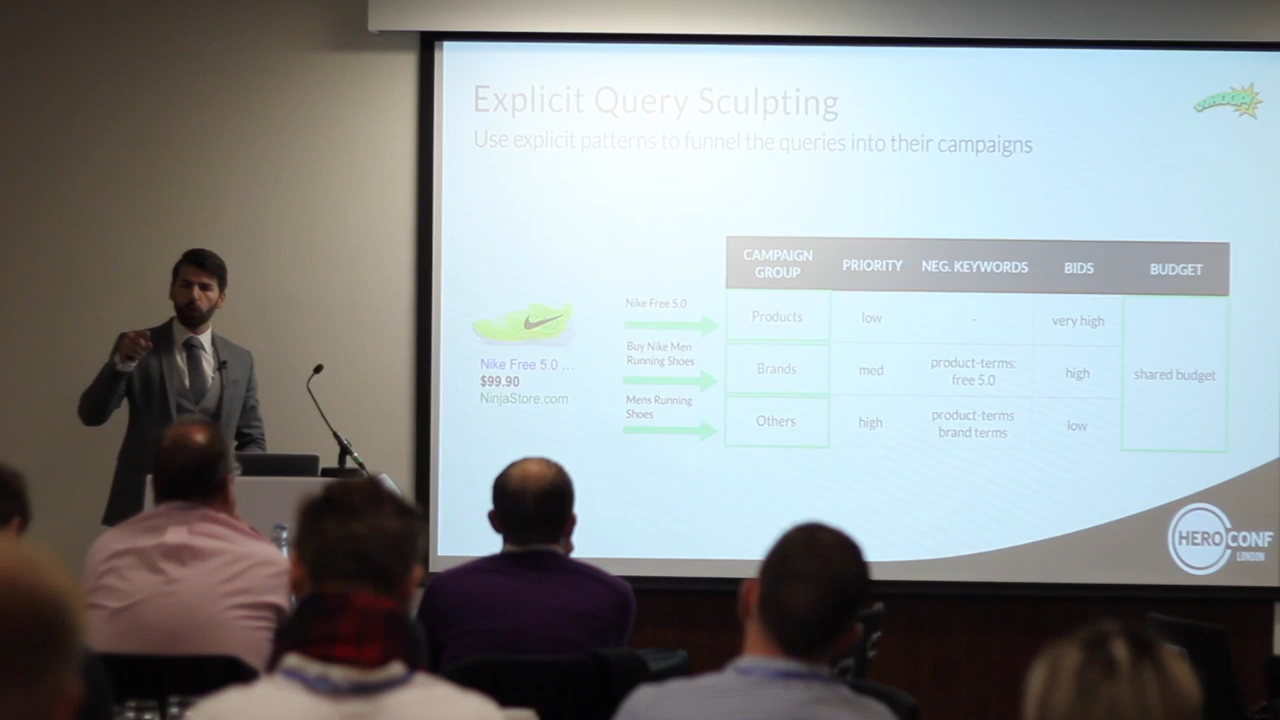 Explicit Query Sculpting
WHOOP!
Use explicit patterns to funnel the queries into their campaigns
CAMPAIGN
GROUP
PRIORITY
NEG. KEYWORDS
BIDS
BUDGET
Nike Free 5.0
Products
low
-
very high
Buy Nike Men
Running Shoes
Brands
med
product-terms:
free 5.0
high
shared budget
Mens Running
Shoes
Others
high
product-terms
brand terms
low
Nike Free 5.0 ...
$99.90
NinjaStore.com
HEROCONF
LONDON